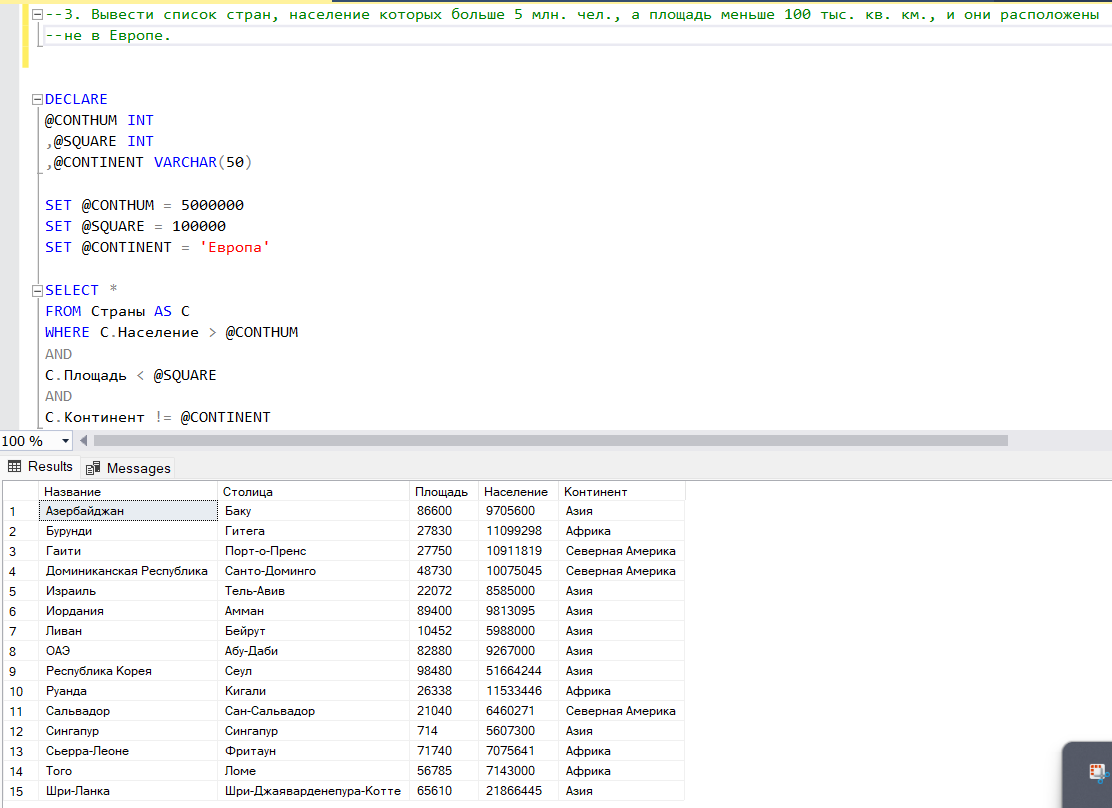 --3. Вывести список стран, население которых больше 5 млн. чел., а площадь меньше 100 тыс. кв. км., и они расположены
--не в Европе.
DECLARE
@CONTHUM INT
,@SQUARE INT
,@CONTINENT VARCHAR(50)
SET @CONTHUM = 5000000
SET @SQUARE = 100000
SET @CONTINENT = 'Европа'
SELECT *
FROM Страны AS C
WHERE C.Население > @CONTHUM
AND
C.Площадь < @SQUARE
AND
C.Континент != @CONTINENT
100 %
Results Messages
Название Столица Площадь Население Континент
1 Азербайджан Баку 86600 9705600 Азия
2 Бурунди Гитега 27830 11099298 Африка
3 Гаити Порт-о-Пренс 27750 10911819 Северная Америка
4 Доминиканская Республика Санто-Доминго 48730 10075045 Северная Америка
5 Израиль Тель-Авив 22072 8585000 Азия
6 Иордания Амман 89400 9813095 Азия
7 Ливан Бейрут 10452 5988000 Азия
8 ОАЭ Абу-Даби 82880 9267000 Азия
9 Республика Корея Сеул 98480 51664244 Азия
10 Руанда Кигали 26338 11533446 Африка
11 Сальвадор Сан-Сальвадор 21040 6460271 Северная Америка
12 Сингапур Сингапур 714 5607300 Азия
13 Сьерра-Леоне Фритаун 71740 7075641 Африка
14 Того Ломе 56785 7143000 Африка
15 Шри-Ланка Шри-Джаяварденепура-Котте 65610 21866445 Азия